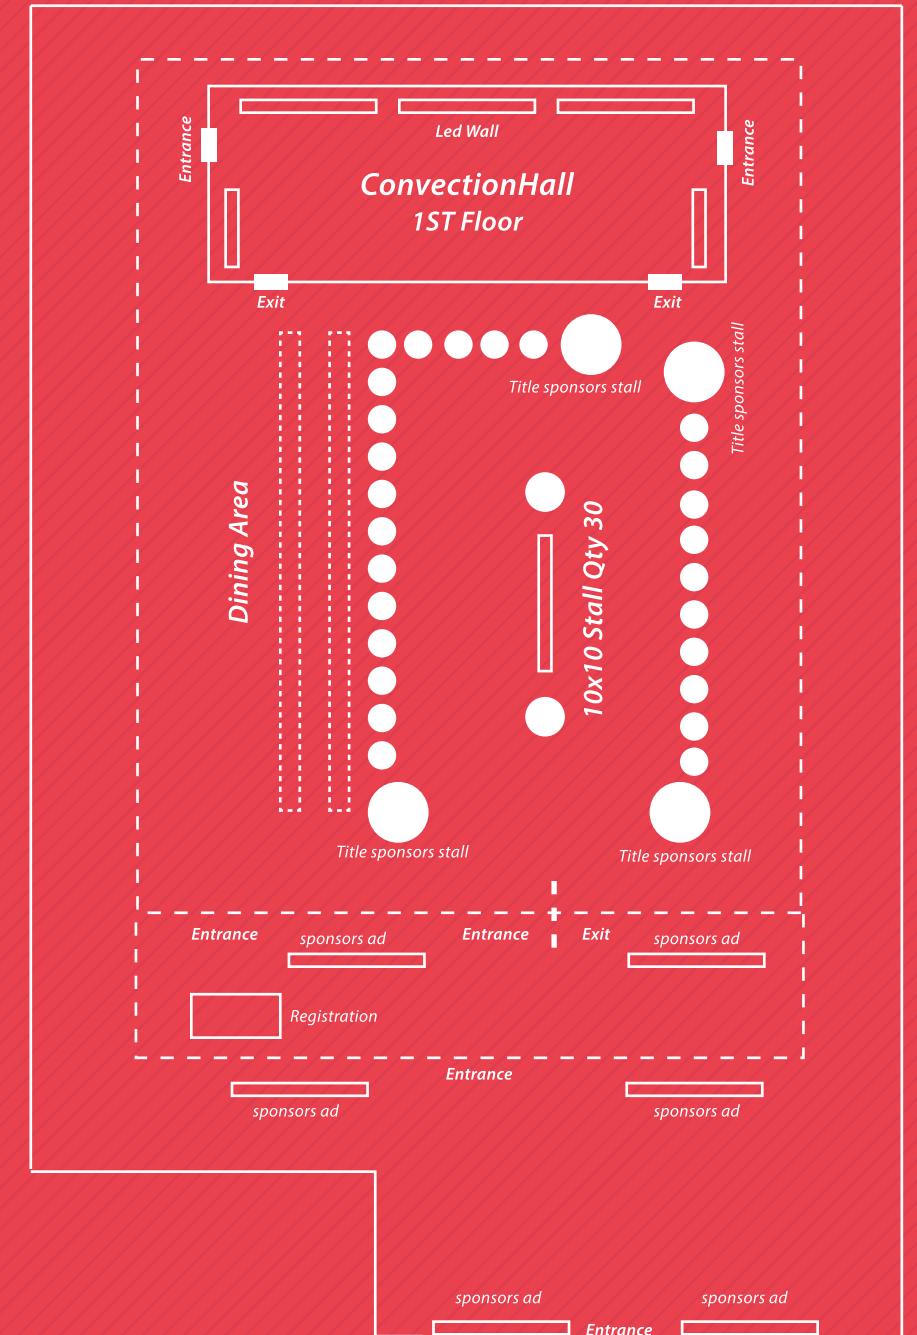 Led Wall
Entrance
Entrance
ConvectionHall
1ST Floor
Exit
Exit
Title sponsors stall
Title sponsors stall
Dining Area
10x10 Stall Qty 30
Title sponsors stall
Title sponsors stall
Entrance
sponsors ad
Entrance
Exit
sponsors ad
Registration
Entrance
sponsors ad
sponsors ad
sponsors ad
sponsors ad
Entrance